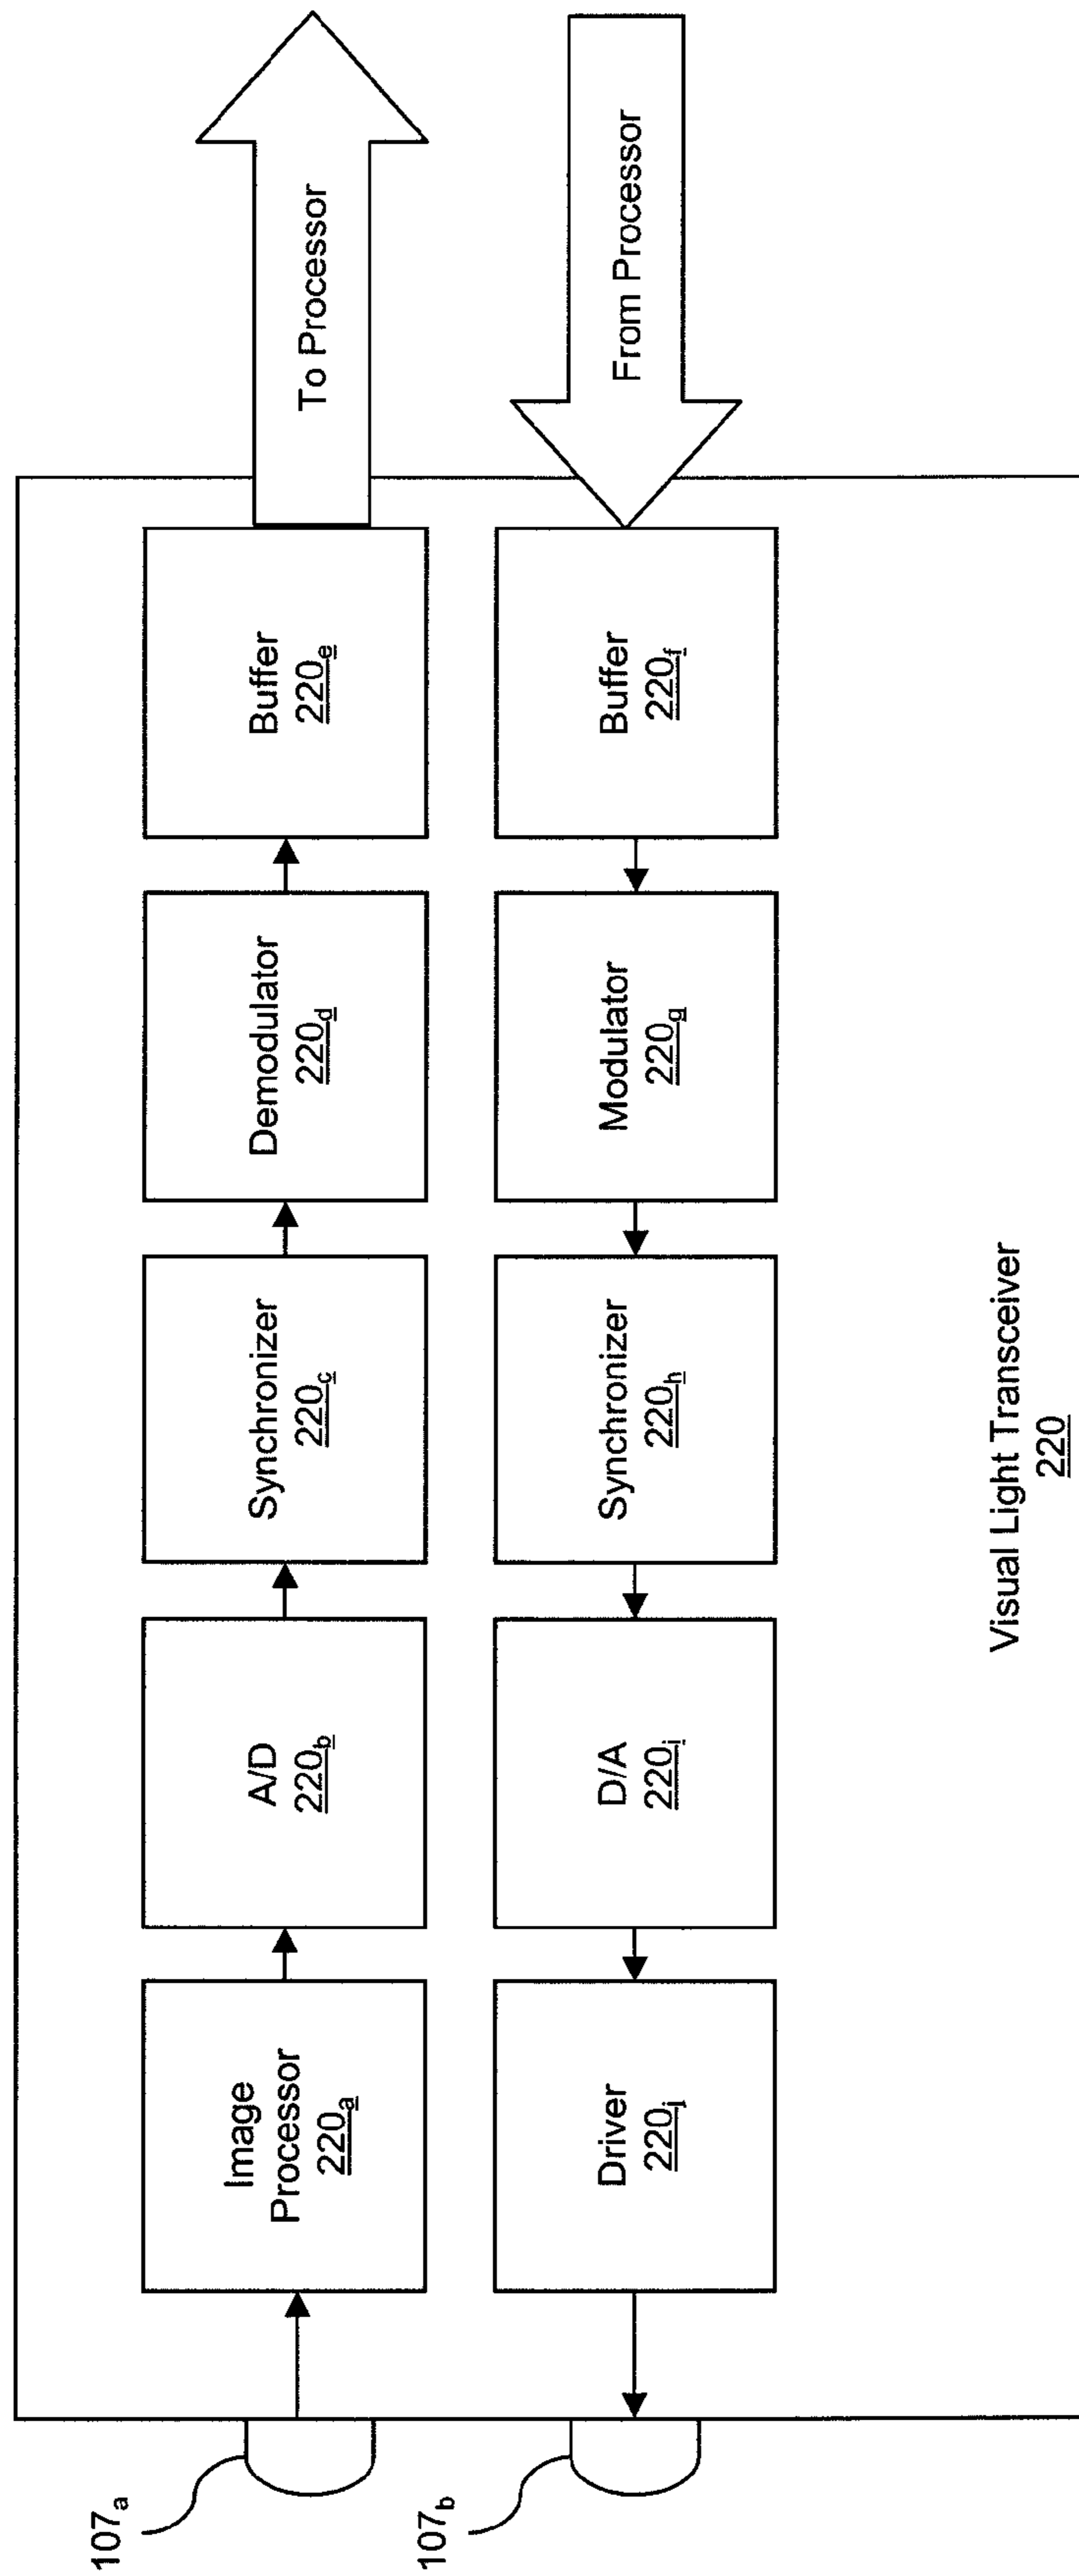 107a
Image
Processor
220a
A/D
220b
Synchronizer
220c
Demodulator
220d
Buffer
220e
To Processor
107b
Driver
220j
D/A
220i
Synchronizer
220h
Modulator
220g
Buffer
220f
From Processor
Visual Light Transceiver
220